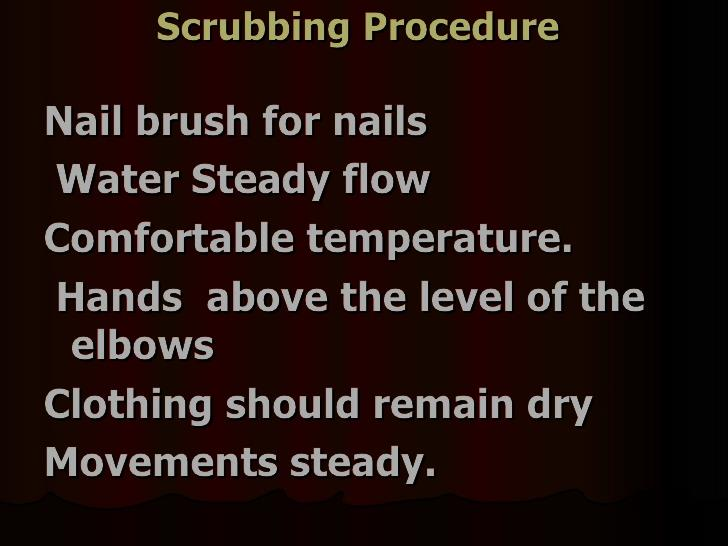 Scrubbing Procedure
Nail brush for nails
Water Steady flow
Comfortable temperature.
Hands  above the level of the
elbows
Clothing should remain dry
Movements steady.